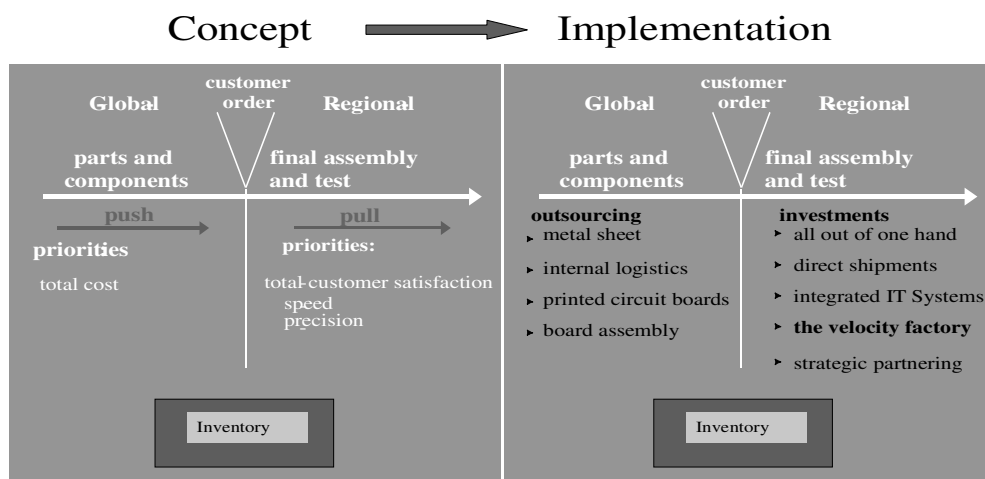 Concept
Implementation
customer
order
Global
Regional
parts and
components
final assembly
and test
push
pull
priorities:
total cost
priorities:
total-customer satisfaction
speed
precision
Inventory
customer
order
Global
Regional
parts and
components
final assembly
and test
outsourcing
metal sheet
internal logistics
printed circuit boards
board assembly
investments
all out of one hand
direct shipments
integrated IT Systems
the velocity factory
strategic partnering
Inventory